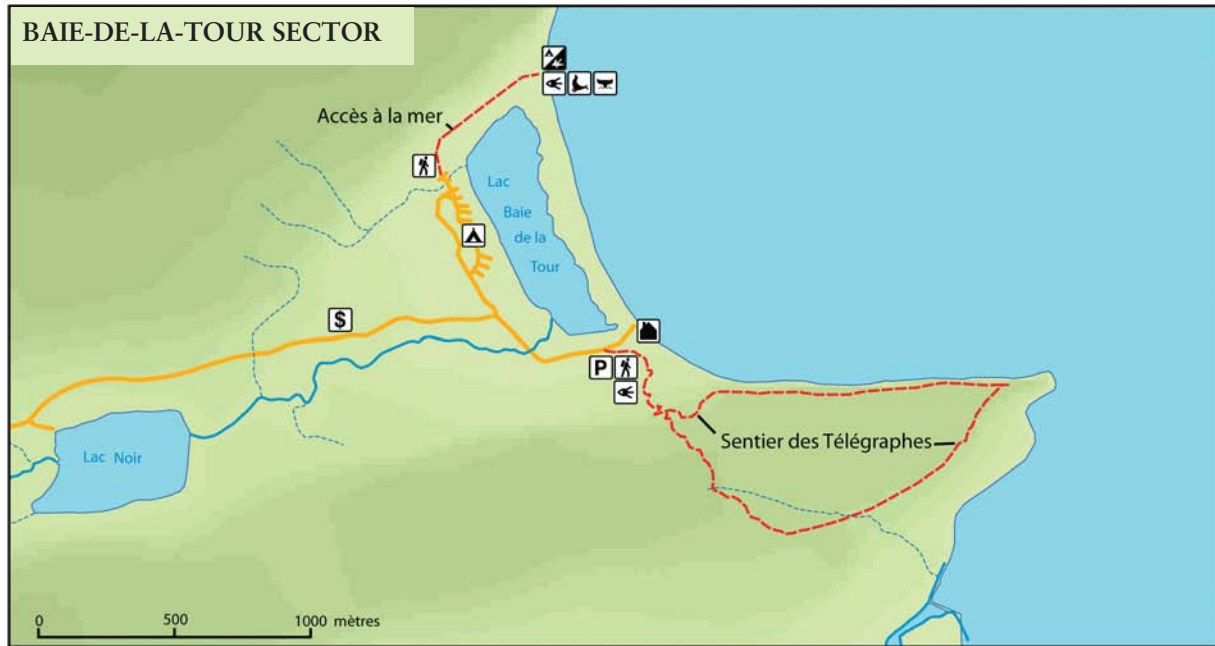 BAIE-DE-LA-TOUR SECTOR
Accès à la mer
Lac
Baie
de la
Tour
$
P
Sentier des Télégraphes
Lac Noir
0 500 1000 mètres